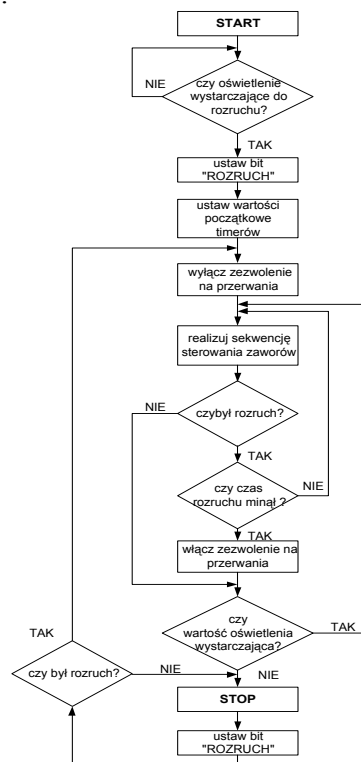 START
NIE
czy oświetlenie
wystarczające do
rozruchu?
TAK
ustaw bit
"ROZRUCH"
ustaw wartości
początkowe
timerów
wyłącz zezwolenie
na przerwania
realizuj sekwencję
sterowania zaworów
NIE
czybył rozruch?
TAK
czy czas
rozruchu minął ?
NIE
TAK
włącz zezwolenie na
przerwania
czy
wartość oświetlenia
wystarczająca?
TAK
TAK
czy był rozruch?
NIE
NIE
STOP
ustaw bit
"ROZRUCH"